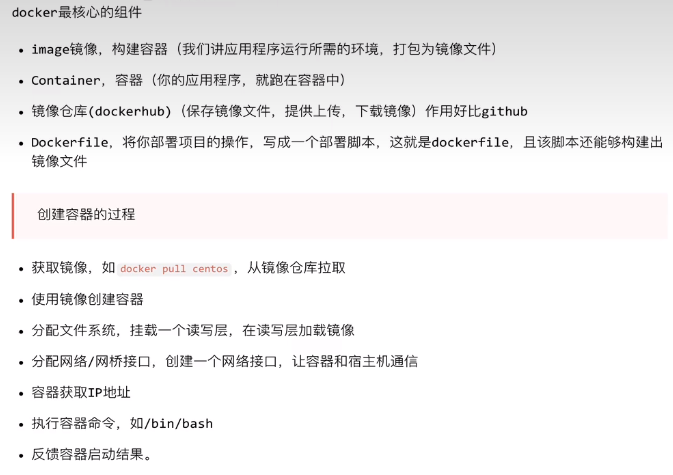 docker最核心的组件
image镜像，构建容器（我们讲应用程序运行所需的环境，打包为镜像文件）
Container，容器（你的应用程序，就跑在容器中）
镜像仓库(dockerhub)（保存镜像文件，提供上传，下载镜像）作用好比github
Dockerfile，将你部署项目的操作，写成一个部署脚本，这就是dockerfile，且该脚本还能够构建出
镜像文件
创建容器的过程
获取镜像，如 docker pull centos ，从镜像仓库拉取
使用镜像创建容器
分配文件系统，挂载一个读写层，在读写层加载镜像
分配网络/网桥接口，创建一个网络接口，让容器和宿主机通信
容器获取IP地址
执行容器命令，如/bin/bash
反馈容器启动结果。